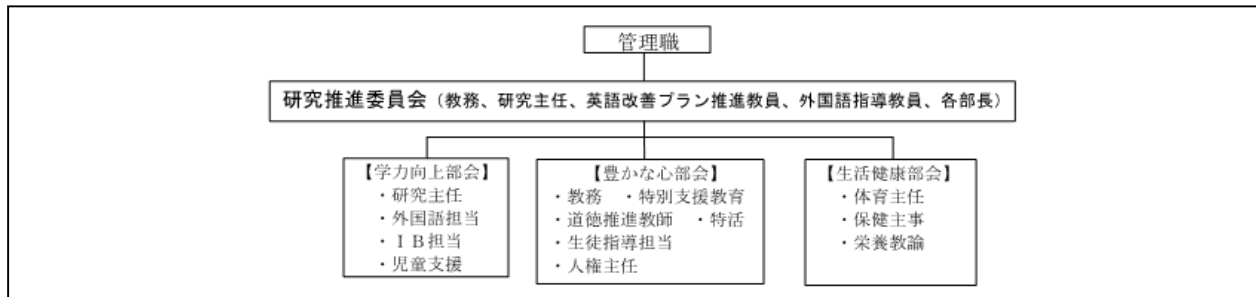 管理職
研究推進委員会（教務、研究主任、英語改善プラン推進教員、外国語指導教員、各部長）
【学力向上部会】
・研究主任
・外国語担当
・ＩＢ担当
・児童支援
【豊かな心部会】
・教務　・特別支援教育
・道徳推進教師　・特活
・生徒指導担当
・人権主任
【生活健康部会】
・体育主任
・保健主事
・栄養教諭